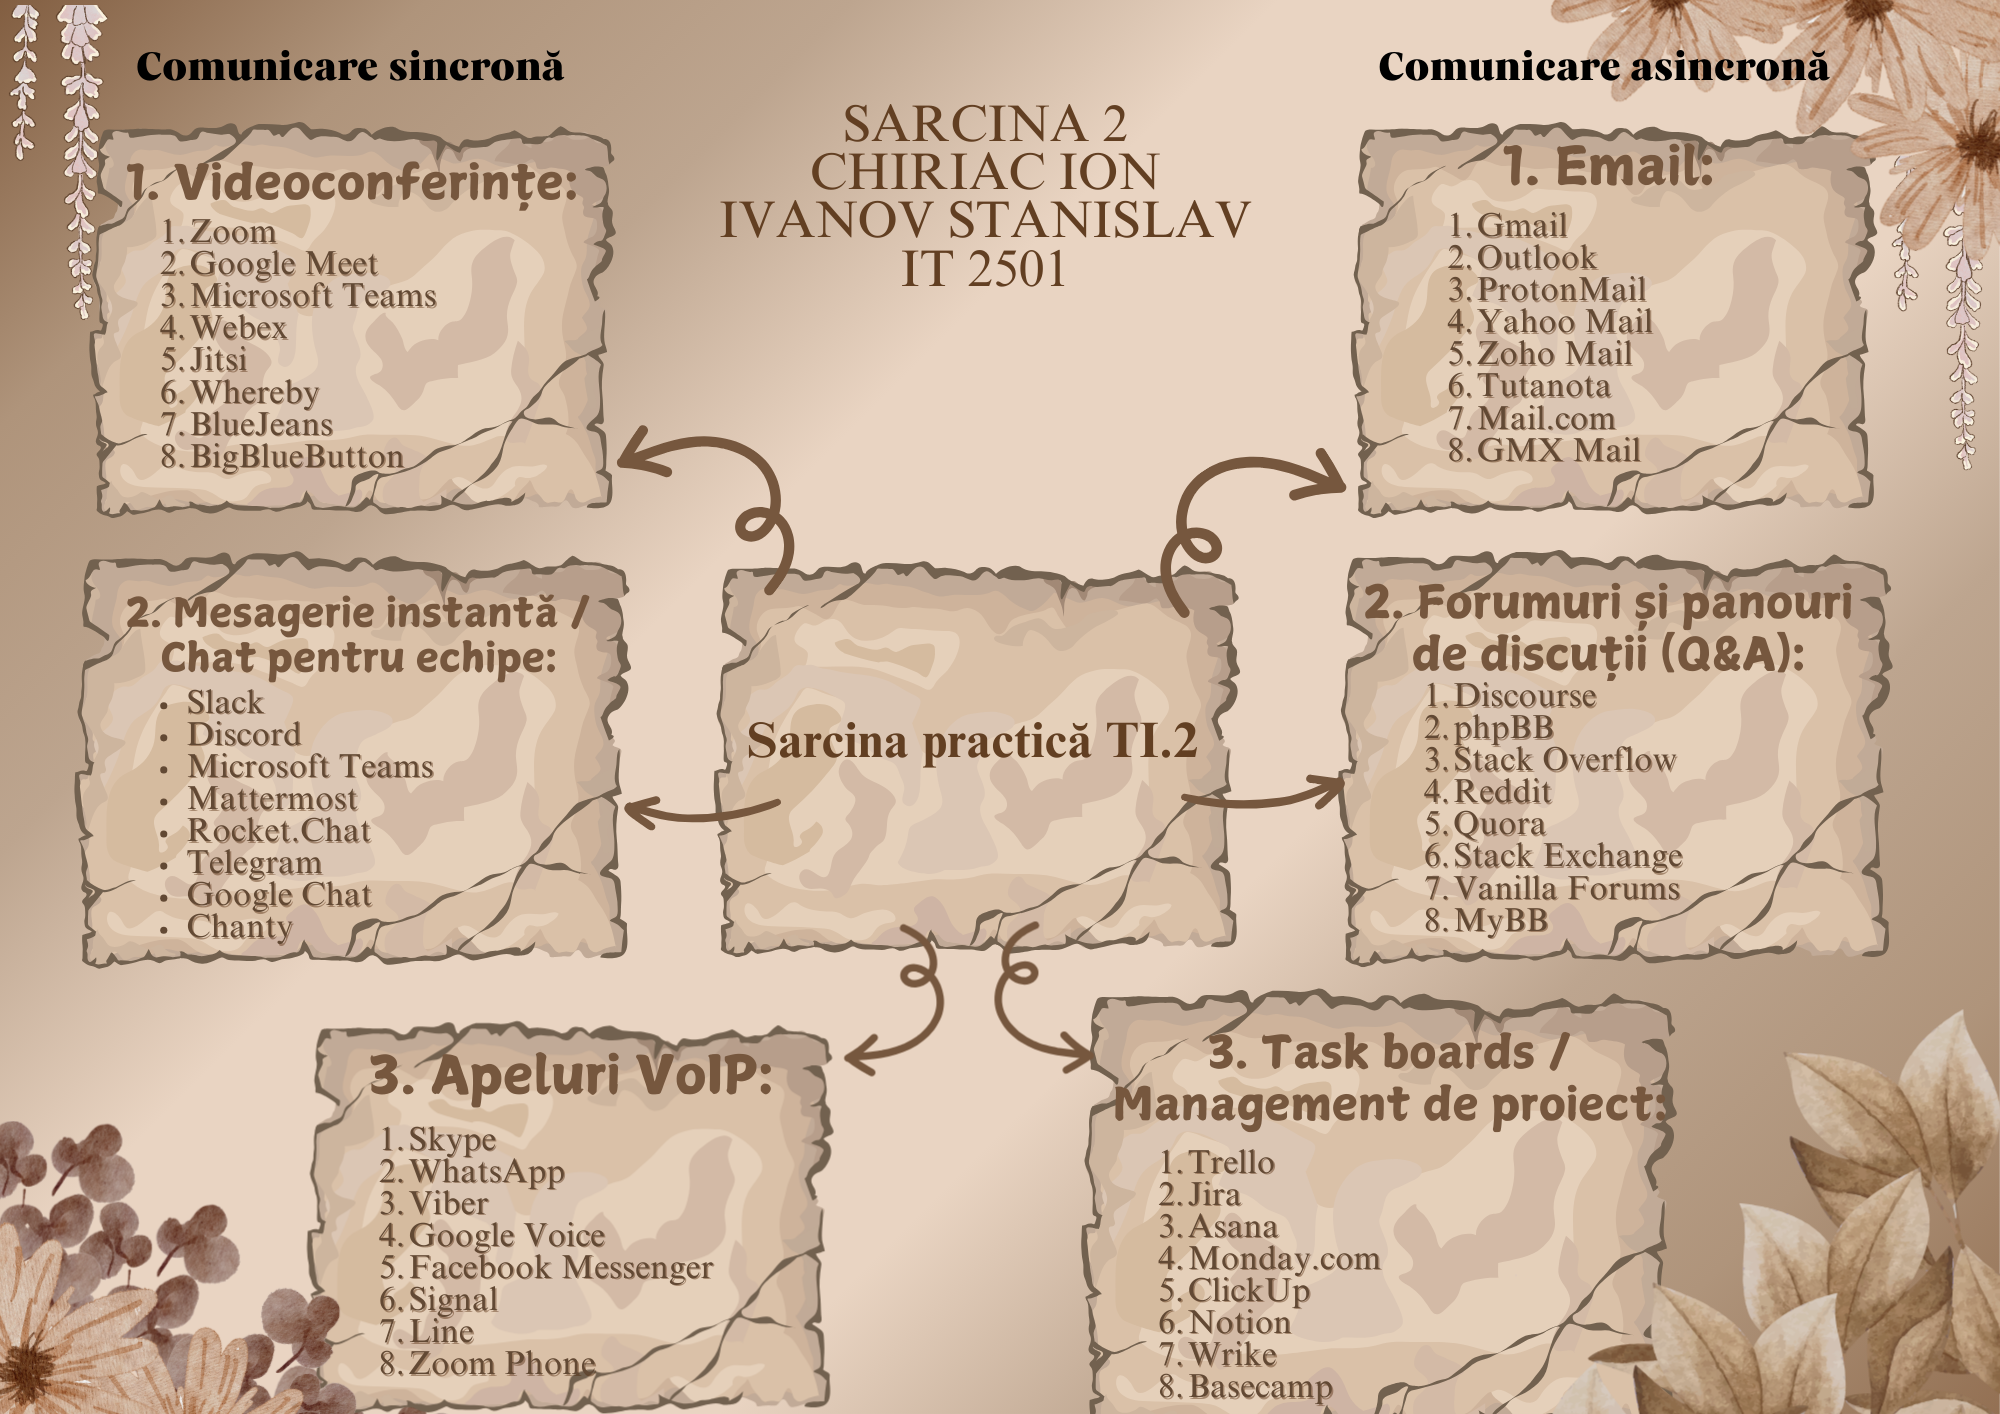 Comunicare sincronă
Comunicare asincronă
SARCINA 2
CHIRIAC ION
IVANOV STANISLAV
IT 2501
1. Videoconferințe:
1. Zoom
2. Google Meet
3. Microsoft Teams
4. Webex
5. Jitsi
6. Whereby
7. BlueJeans
8. BigBlueButton
1. Email:
1. Gmail
2. Outlook
3. ProtonMail
4. Yahoo Mail
5. Zoho Mail
6. Tutanota
7. Mail.com
8. GMX Mail
2. Mesagerie instantă /
Chat pentru echipe:
• Slack
• Discord
• Microsoft Teams
• Mattermost
• Rocket.Chat
• Telegram
• Google Chat
• Chanty
Sarcina practică TI.2
2. Forumuri și panouri
de discuții (Q&A):
1. Discourse
2. phpBB
3. Stack Overflow
4. Reddit
5. Quora
6. Stack Exchange
7. Vanilla Forums
8. MyBB
3. Apeluri VoIP:
1. Skype
2. WhatsApp
3. Viber
4. Google Voice
5. Facebook Messenger
6. Signal
7. Line
8. Zoom Phone
3. Task boards /
Management de proiect:
1. Trello
2. Jira
3. Asana
4. Monday.com
5. ClickUp
6. Notion
7. Wrike
8. Basecamp